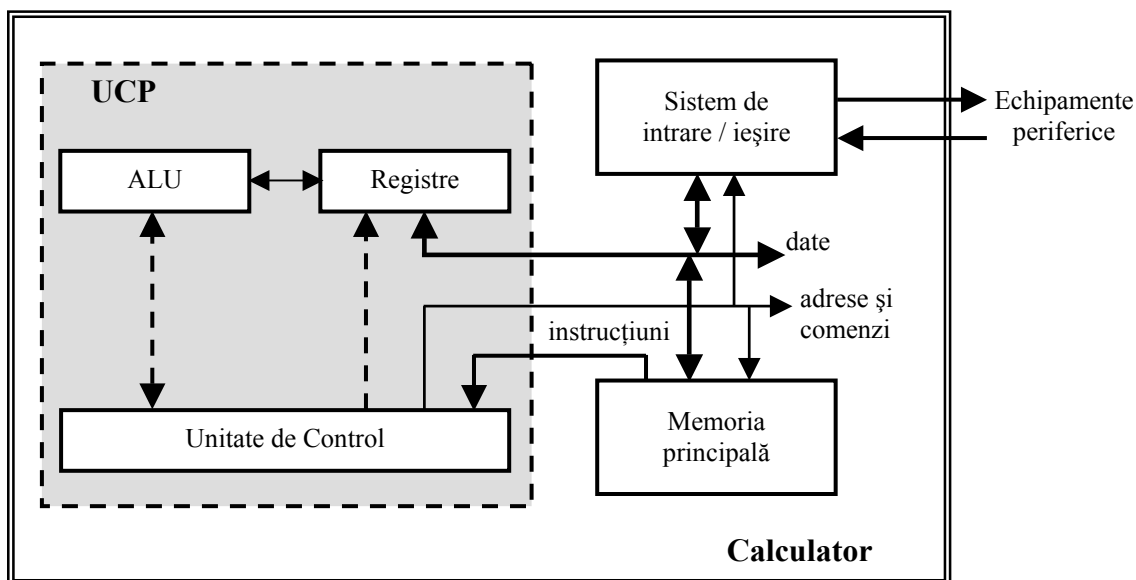 UCP
Sistem de
intrare / ieşire
Echipamente
periferice
ALU
Registre
date
adrese şi
comenzi
instrucţiuni
Unitate de Control
Memoria
principală
Calculator